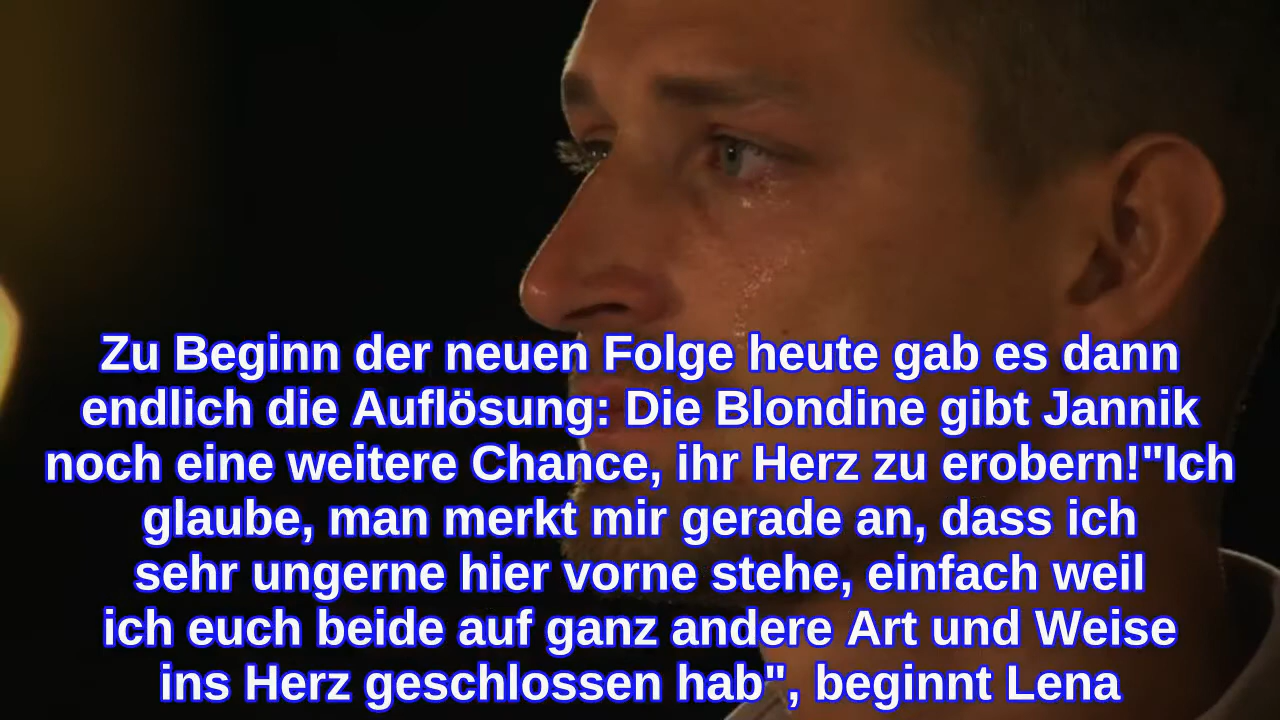 Zu Beginn der neuen Folge heute gab es dann
endlich die Auflösung: Die Blondine gibt Jannik
noch eine weitere Chance, ihr Herz zu erobern!"Ich
glaube, man merkt mir gerade an, dass ich
sehr ungerne hier vorne stehe, einfach weil
ich euch beide auf ganz andere Art und Weise
ins Herz geschlossen hab", beginnt Lena